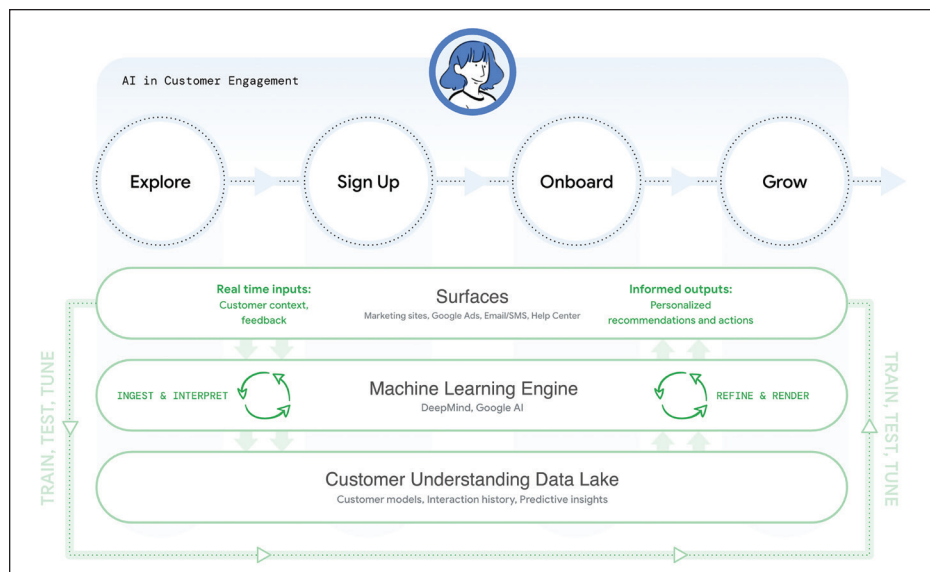 AI in Customer Engagement
Explore
Sign Up
Onboard
Grow
Real time inputs:
Customer context,
feedback
Surfaces
Marketing sites, Google Ads, Email/SMS, Help Center
Informed outputs:
Personalized
recommendations and actions
TRAIN, TEST, TUNE
INGEST & INTERPRET
Machine Learning Engine
DeepMind, Google AI
REFINE & RENDER
TRAIN, TEST, TUNE
Customer Understanding Data Lake
Customer models, Interaction history, Predictive insights